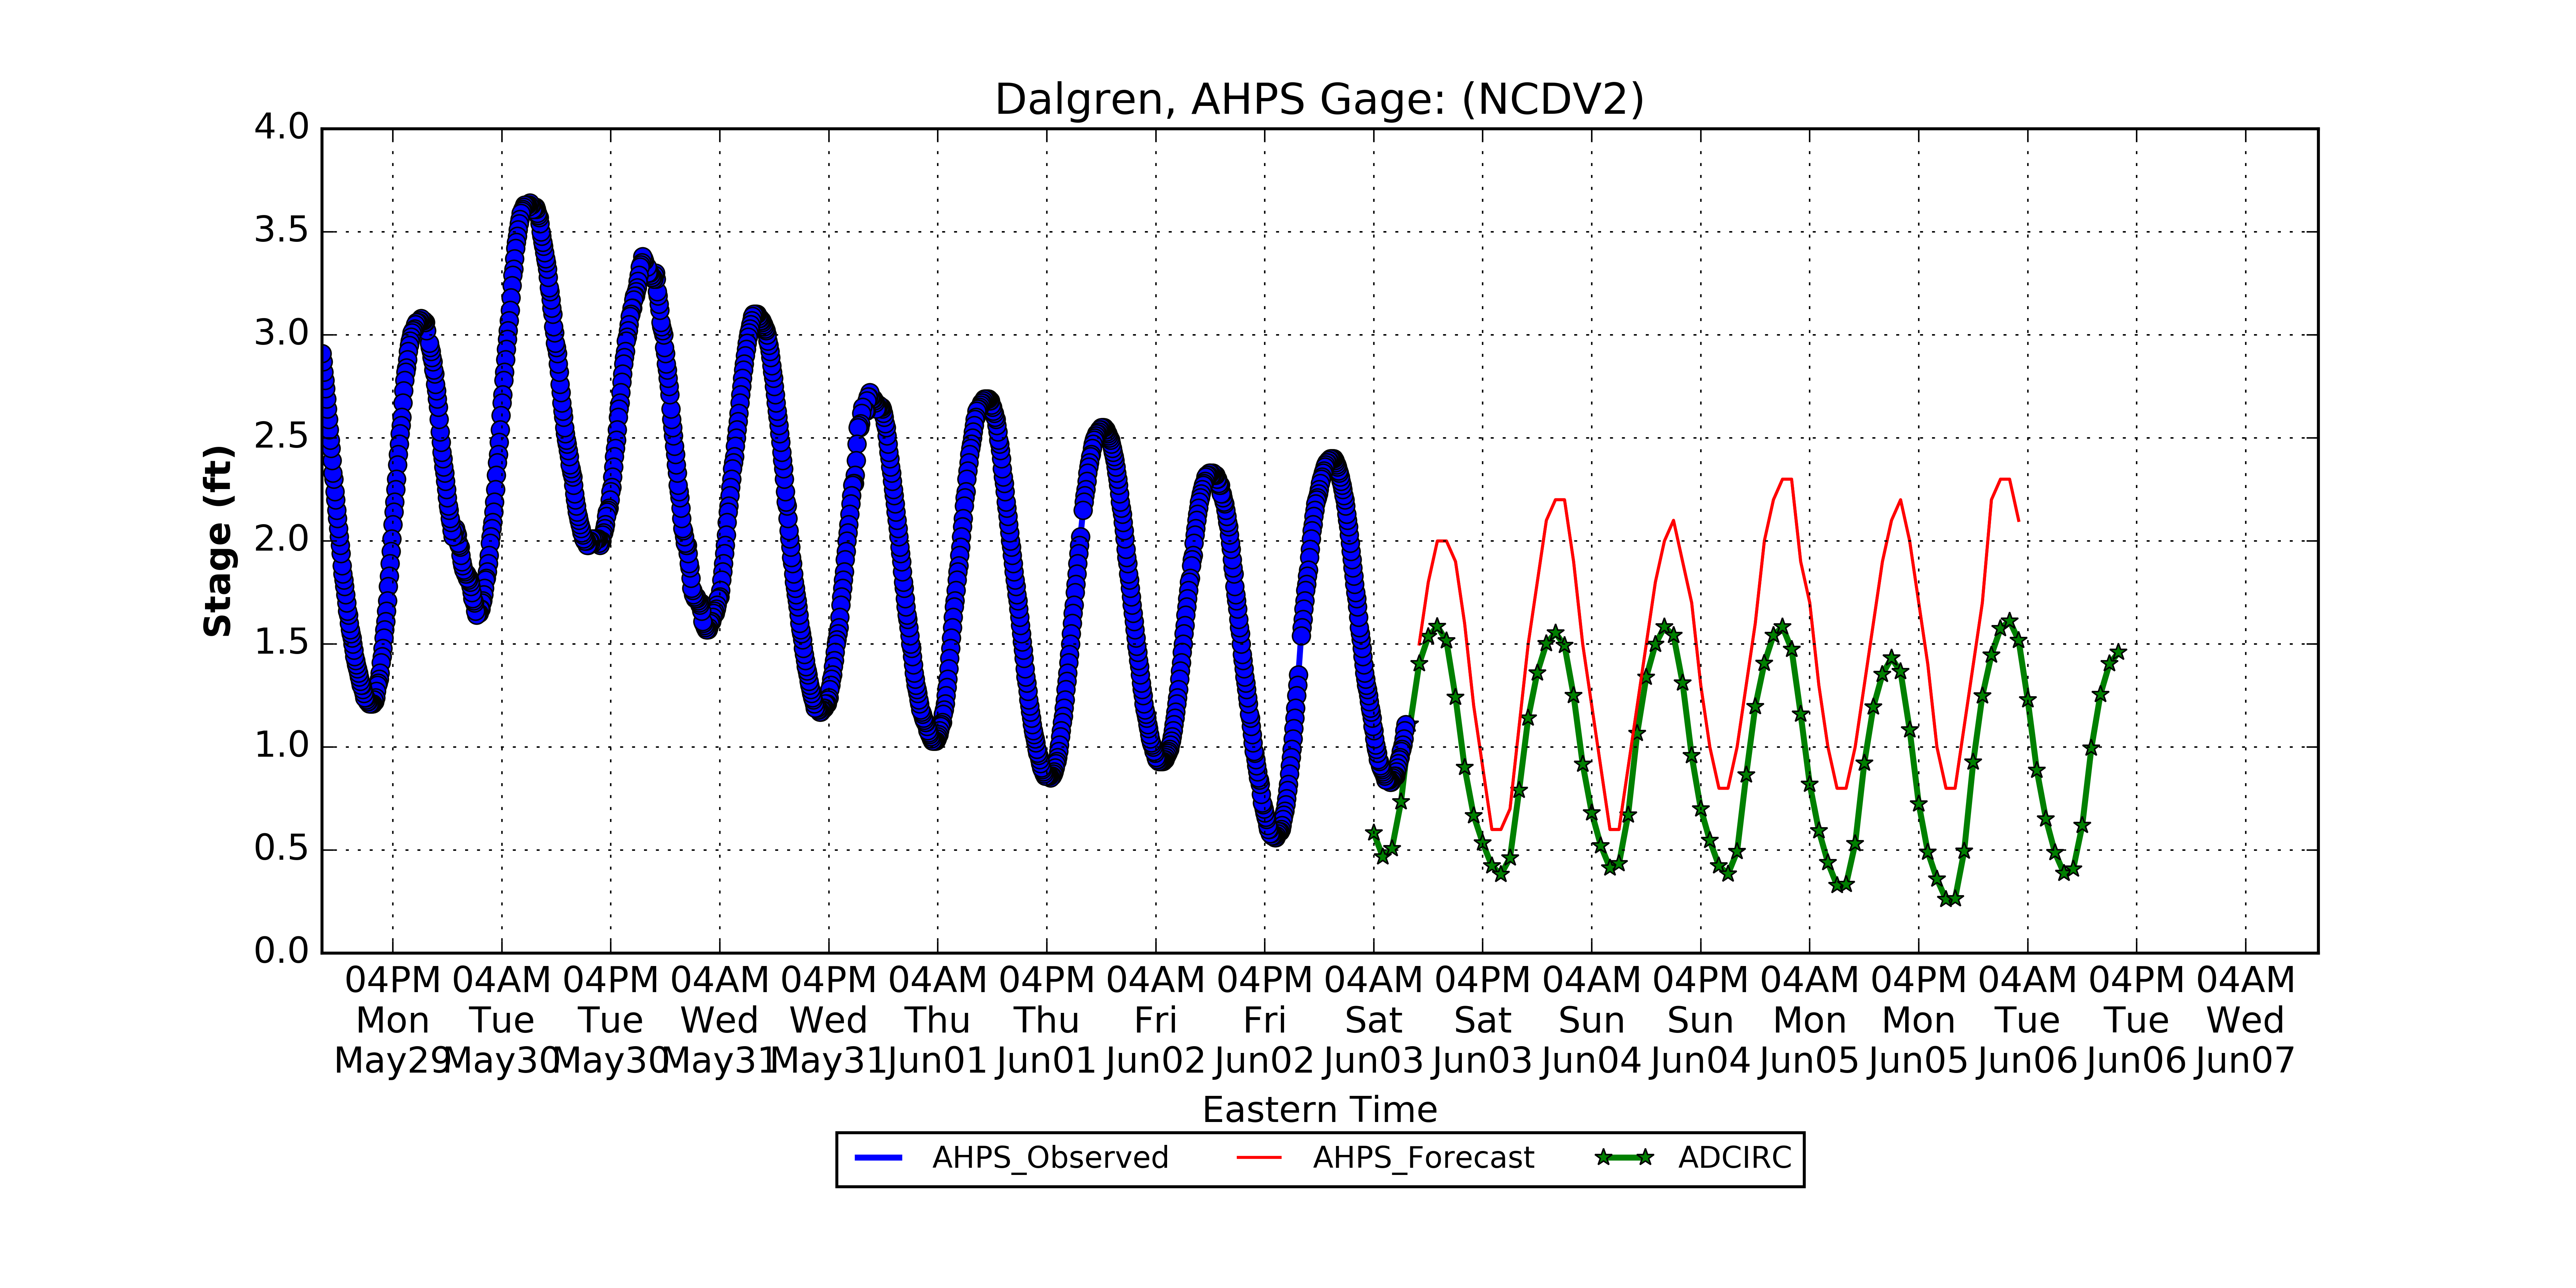 Dalgren, AHPS Gage: (NCDV2)
4.0
3.5
3.0
2.5
2.0
1.5
1.0
0.5
0.0
Stage (ft)
04PM 04AM 04PM 04AM 04PM 04AM 04PM 04AM 04PM 04AM 04PM 04AM 04PM 04AM 04PM 04AM 04PM 04AM
Mon Tue Tue Wed Wed Thu Thu Fri Fri Sat Sat Sun Sun Mon Mon Tue Tue Wed
May29 May30 May30 May31 May31 Jun01 Jun01 Jun02 Jun02 Jun03 Jun03 Jun04 Jun04 Jun05 Jun05 Jun06 Jun06 Jun07
Eastern Time
AHPS_Observed AHPS_Forecast ADCIRC